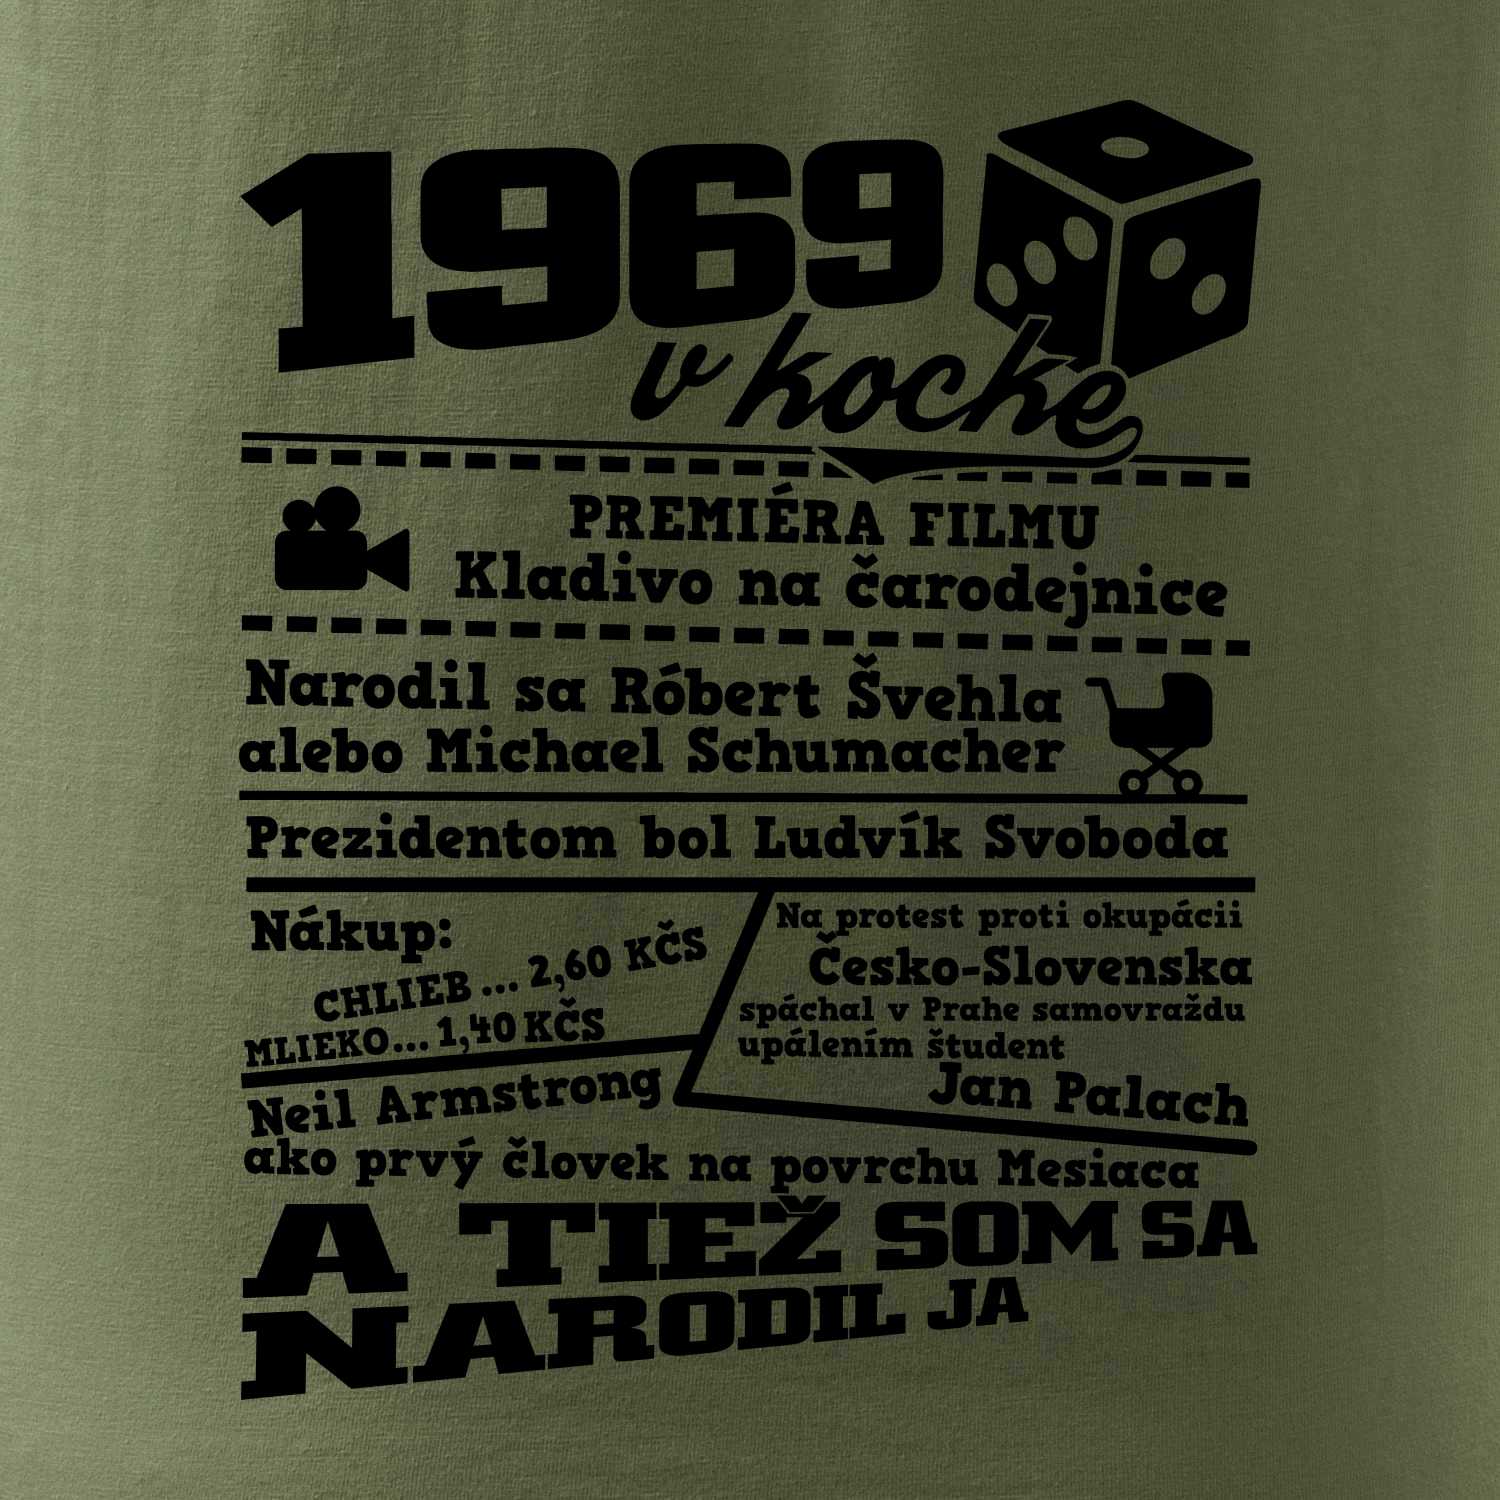 1969
v kocke
PREMIÉRA FILMU
Kladivo na čarodejnice
Narodil sa Róbert Švehla
alebo Michael Schumacher
Prezidentom bol Ludvík Svoboda
Nákup:
CHLIEB... 2,60 KČS
MLIEKO... 1,40 KČS
Na protest proti okupácii
Česko-Slovenska
spáchal v Prahe samovraždu
upálením študent
Jan Palach
Neil Armstrong
ako prvý človek na povrchu Mesiaca
A TIEŽ SOM SA
NARODIL JA